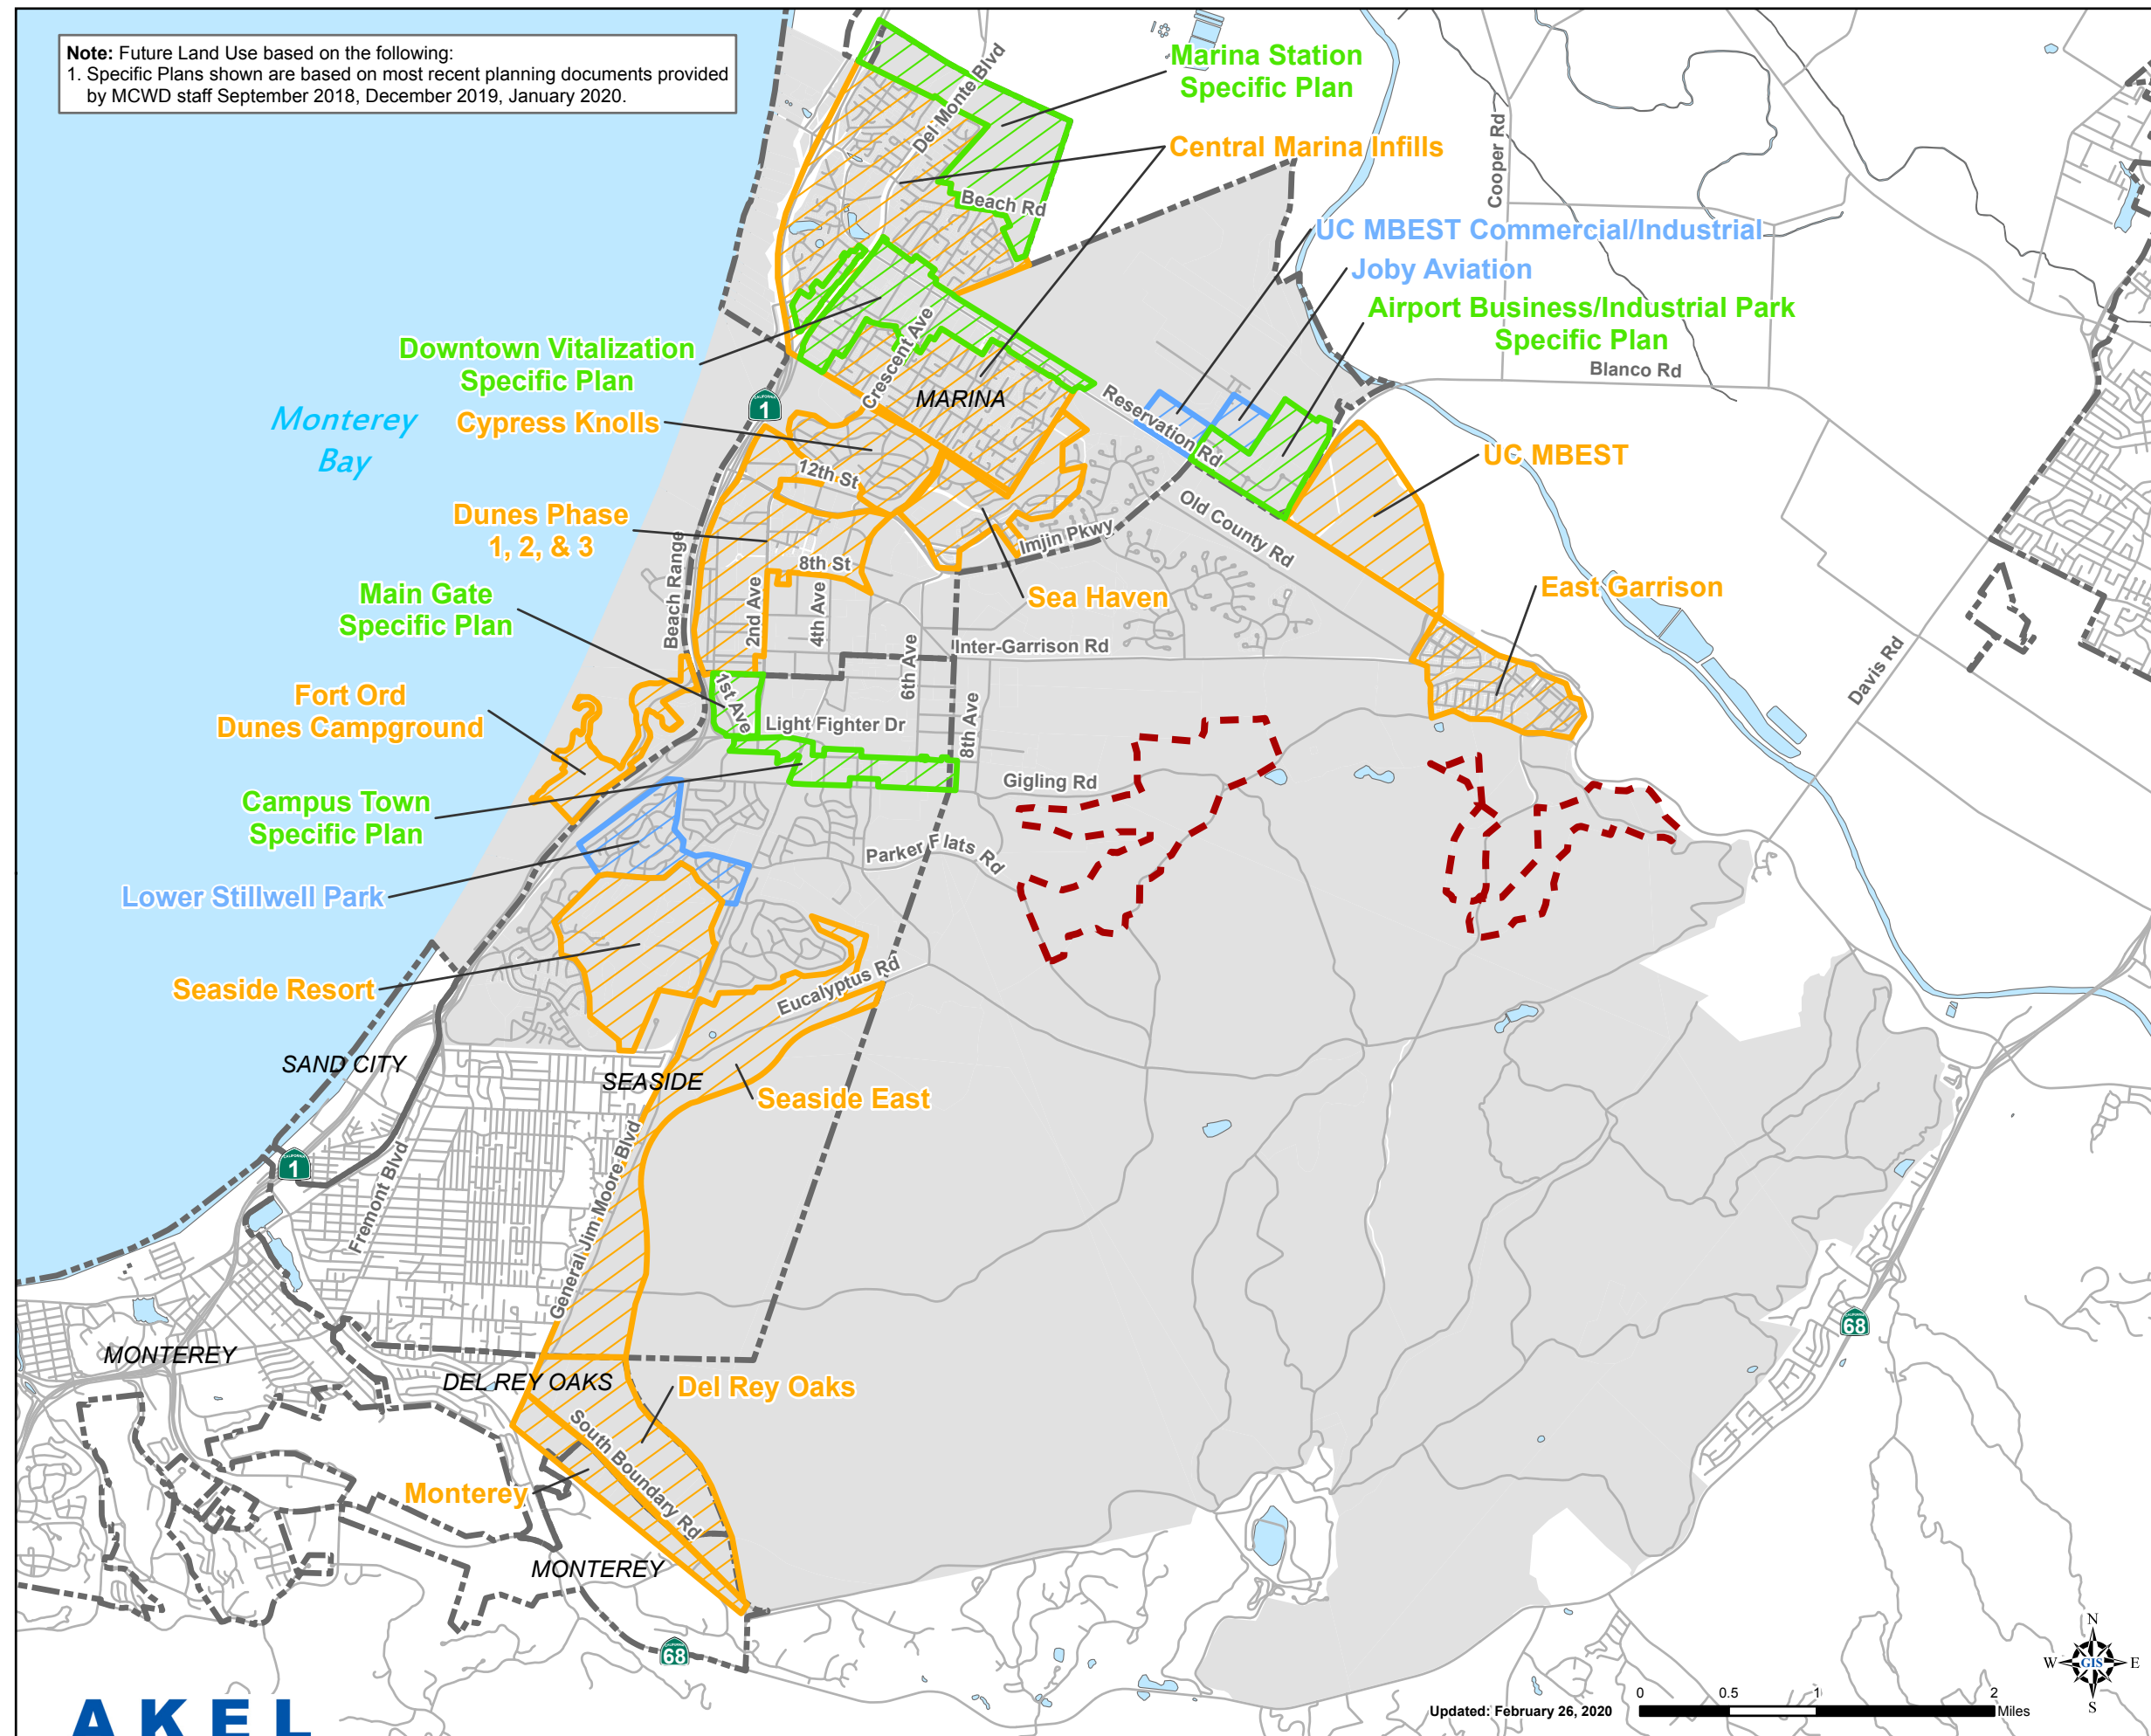 Note: Future Land Use based on the following:
1. Specific Plans shown are based on most recent planning documents provided
by MCWD staff September 2018, December 2019, January 2020.
Marina Station
Specific Plan
Del Monte Blvd
Central Marina Infills
Cooper Rd
Beach Rd
UC MBEST Commercial/Industrial
Joby Aviation
Airport Business/Industrial Park
Specific Plan
Blanco Rd
Downtown Vitalization
Specific Plan
Crescent Ave
MARINA
CALIFORNIA
1
Reservation Rd
Monterey
Bay
Cypress Knolls
UC MBEST
12th St
Old County Rd
Dunes Phase
1, 2, & 3
Imjin Pkwy
Beach Range
8th St
2nd Ave
4th Ave
Main Gate
Specific Plan
Sea Haven
East Garrison
Inter-Garrison Rd
6th Ave
Davis Rd
1st Ave
Fort Ord
Dunes Campground
Light Fighter Dr
8th Ave
Gigling Rd
Campus Town
Specific Plan
Parker Flats Rd
Lower Stillwell Park
Eucalyptus Rd
Seaside Resort
SAND CITY
SEASIDE
Seaside East
CALIFORNIA
1
Fremont Blvd
General Jim Moore Blvd
CALIFORNIA
68
MONTEREY
DEL REY OAKS
Del Rey Oaks
South Boundary Rd
Monterey
MONTEREY
CALIFORNIA
68
N
W GIS E
S
AKEL
Updated: February 26, 2020
0 0.5 1 2
Miles